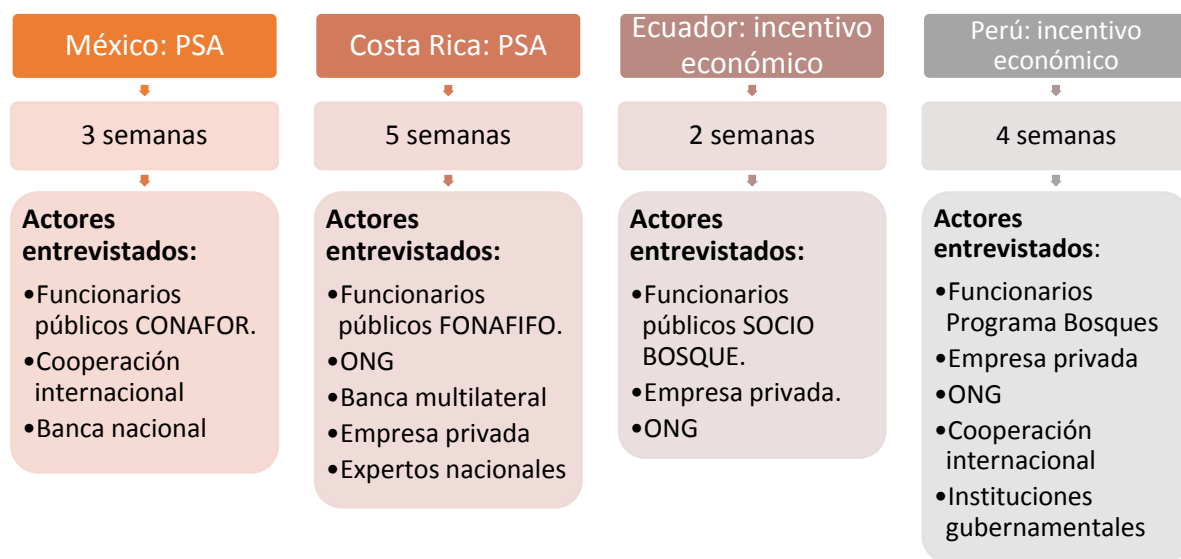 México: PSA
3 semanas
Actores
entrevistados:
•Funcionarios
públicos CONAFOR.
•Cooperación
internacional
•Banca nacional
Costa Rica: PSA
5 semanas
Actores
entrevistados:
•Funcionarios
públicos FONAFIFO.
•ONG
•Banca multilateral
•Empresa privada
•Expertos nacionales
Ecuador: incentivo
económico
2 semanas
Actores
entrevistados:
•Funcionarios
públicos SOCIO
BOSQUE.
•Empresa privada.
•ONG
Perú: incentivo
económico
4 semanas
Actores
entrevistados:
•Funcionarios
Programa Bosques
•Empresa privada
•ONG
•Cooperación
internacional
•Instituciones
gubernamentales